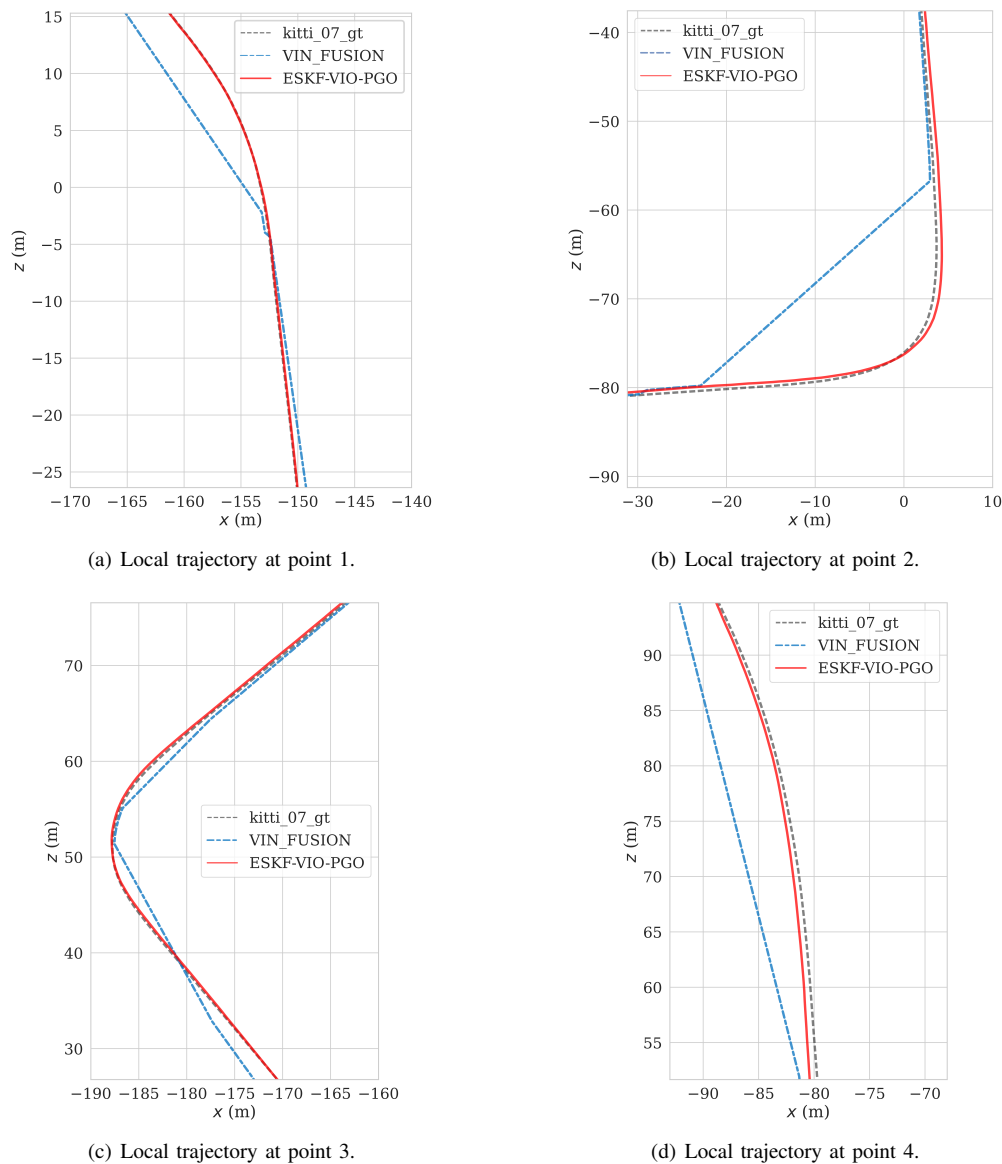 15
10
5
0
−5
−10
−15
−20
−25
z (m)
−170 −165 −160 −155 −150 −145 −140
x (m)
kitti_07_gt
VIN_FUSION
ESKF-VIO-PGO
(a) Local trajectory at point 1.
−40
−50
−60
−70
−80
−90
z (m)
−30 −20 −10 0 10
x (m)
kitti_07_gt
VIN_FUSION
ESKF-VIO-PGO
(b) Local trajectory at point 2.
70
60
50
40
30
z (m)
−190 −185 −180 −175 −170 −165 −160
x (m)
kitti_07_gt
VIN_FUSION
ESKF-VIO-PGO
(c) Local trajectory at point 3.
90
85
80
75
70
65
60
55
z (m)
−90 −85 −80 −75 −70
x (m)
kitti_07_gt
VIN_FUSION
ESKF-VIO-PGO
(d) Local trajectory at point 4.